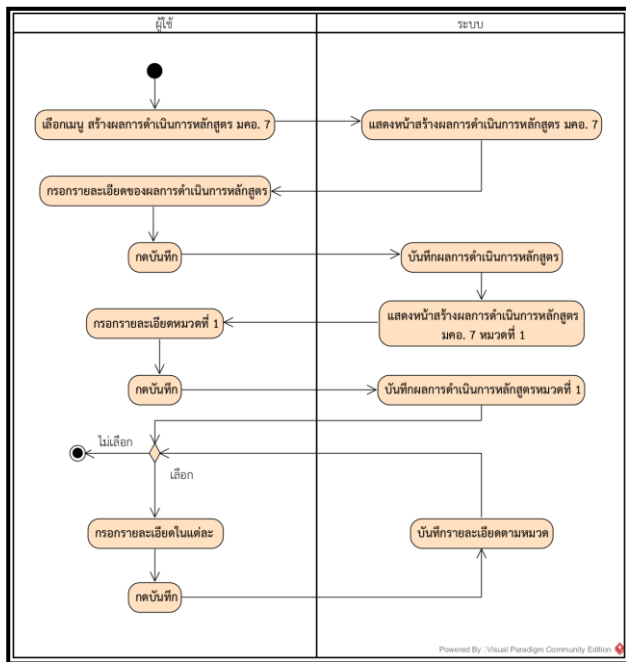 ผู้ใช้
ระบบ
เลือกเมนู สร้างผลการดำเนินการหลักสูตร มคอ. 7
แสดงหน้าสร้างผลการดำเนินการหลักสูตร มคอ. 7
กรอกรายละเอียดของผลการดำเนินการหลักสูตร
กดบันทึก
บันทึกผลการดำเนินการหลักสูตร
กรอกรายละเอียดหมวดที่ 1
แสดงหน้าสร้างผลการดำเนินการหลักสูตร
มคอ. 7 หมวดที่ 1
กดบันทึก
บันทึกผลการดำเนินการหลักสูตรหมวดที่ 1
ไม่เลือก
เลือก
กรอกรายละเอียดในแต่ละ
บันทึกรายละเอียดตามหมวด
กดบันทึก
Powered By : Visual Paradigm Community Edition